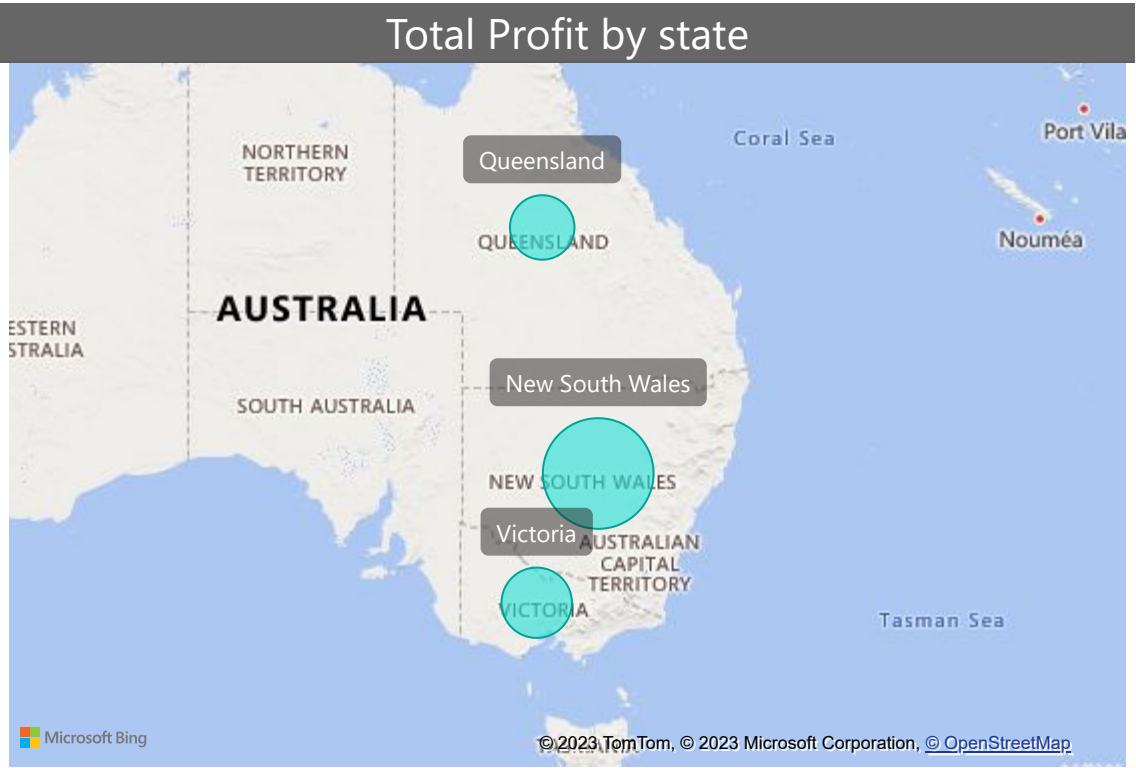 Total Profit by state
Coral Sea
Port Vila
NORTHERN
TERRITORY
Queensland
QUEENSLAND
Nouméa
AUSTRALIA
ESTERN
STRALIA
New South Wales
SOUTH AUSTRALIA
NEW SOUTH WALES
Victoria
AUSTRALIAN
CAPITAL
TERRITORY
VICTORIA
Tasman Sea
Microsoft Bing
© 2023 TomTom, © 2023 Microsoft Corporation, © OpenStreetMap